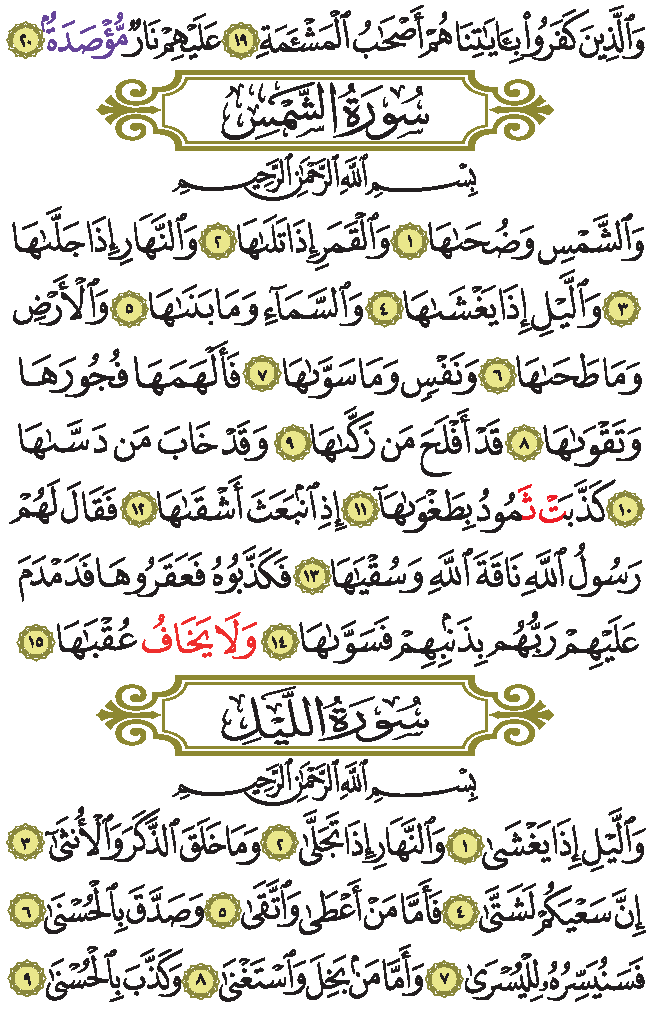 وَٱلَّذِينَ كَفَرُوا۟ بِـَٔايَـٰتِنَا هُمْ أَصْحَـٰبُ ٱلْمَشْـَٔمَةِ ١٩ عَلَيْهِمْ نَارٌ مُّؤْصَدَةٌۢ ٢٠
سُورَةُ الشَّمْسِ
بِسْمِ ٱللَّهِ ٱلرَّحْمَـٰنِ ٱلرَّحِيمِ
وَٱلشَّمْسِ وَضُحَىٰهَا ١ وَٱلْقَمَرِ إِذَا تَلَىٰهَا ٢ وَٱلنَّهَارِ إِذَا جَلَّىٰهَا
٣ وَٱلَّيْلِ إِذَا يَغْشَىٰهَا ٤ وَٱلسَّمَآءِ وَمَا بَنَىٰهَا ٥ وَٱلْأَرْضِ
وَمَا طَحَىٰهَا ٦ وَنَفْسٍ وَمَا سَوَّىٰهَا ٧ فَأَلْهَمَهَا فُجُورَهَا
وَتَقْوَىٰهَا ٨ قَدْ أَفْلَحَ مَن زَكَّىٰهَا ٩ وَقَدْ خَابَ مَن دَسَّىٰهَا
١٠ كَذَّبَت ثَّمُودُ بِطَغْوَىٰهَآ ١١ إِذِ ٱنۢبَعَثَ أَشْقَىٰهَا ١٢ فَقَالَ لَهُمْ
رَسُولُ ٱللَّهِ نَاقَةَ ٱللَّهِ وَسُقْيَـٰهَا ١٣ فَكَذَّبُوهُ فَعَقَرُوهَا فَدَمْدَمَ
عَلَيْهِمْ رَبُّهُم بِذَنۢبِهِمْ فَسَوَّىٰهَا ١٤ وَلَا يَخَافُ عُقْبَـٰهَا ١٥
سُورَةُ اللَّيْلِ
بِسْمِ ٱللَّهِ ٱلرَّحْمَـٰنِ ٱلرَّحِيمِ
وَٱلَّيْلِ إِذَا يَغْشَىٰ ١ وَٱلنَّهَارِ إِذَا تَجَلَّىٰ ٢ وَمَا خَلَقَ ٱلذَّكَرَ وَٱلْأُنثَىٰٓ ٣
إِنَّ سَعْيَكُمْ لَشَتَّىٰ ٤ فَأَمَّا مَنْ أَعْطَىٰ وَٱتَّقَىٰ ٥ وَصَدَّقَ بِٱلْحُسْنَىٰ ٦
فَسَنُيَسِّرُهُۥ لِلْيُسْرَىٰ ٧ وَأَمَّا مَنۢ بَخِلَ وَٱسْتَغْنَىٰ ٨ وَكَذَّبَ بِٱلْحُسْنَىٰ ٩